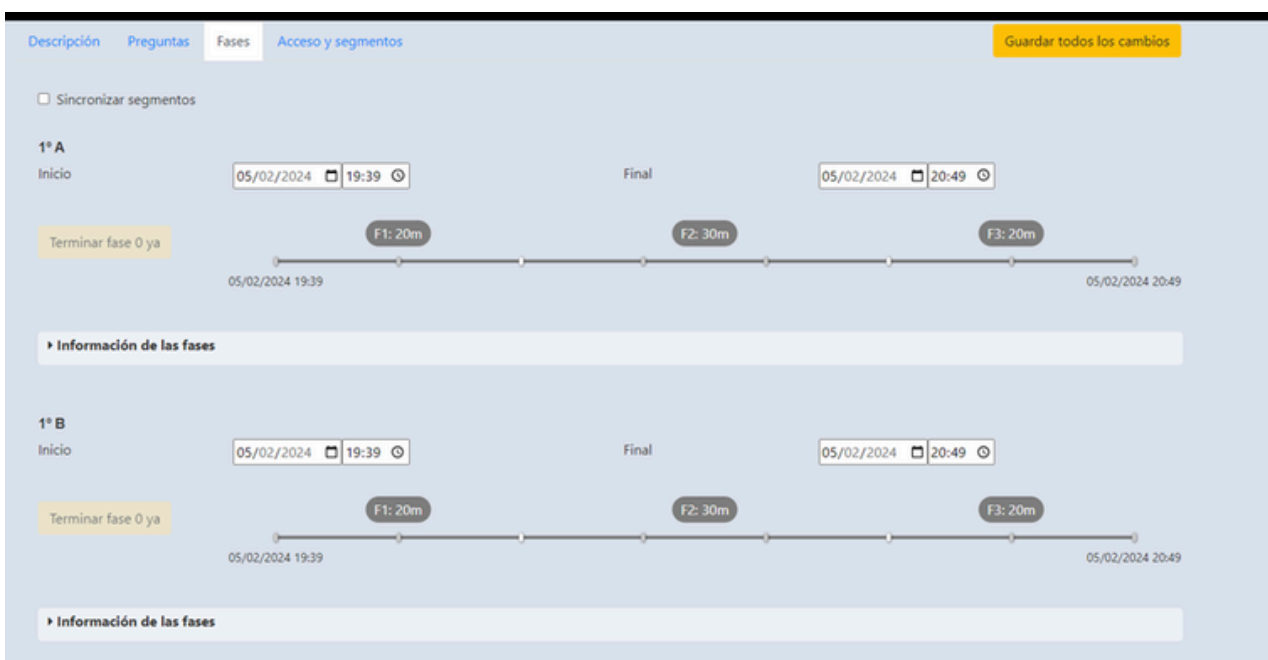 Descripción Preguntas Fases Acceso y segmentos Guardar todos los cambios
Sincronizar segmentos
1º A
Inicio 05/02/2024 19:39 Final 05/02/2024 20:49
F1: 20m F2: 30m F3: 20m
Terminar fase 0 ya
05/02/2024 19:39 05/02/2024 20:49
Información de las fases
1º B
Inicio 05/02/2024 19:39 Final 05/02/2024 20:49
F1: 20m F2: 30m F3: 20m
Terminar fase 0 ya
05/02/2024 19:39 05/02/2024 20:49
Información de las fases